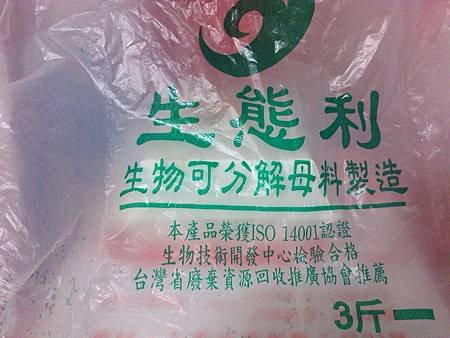 生態利
生物可分解母料製造
本產品榮獲ISO 14001認證
生物技術開發中心檢驗合格
台灣省廢棄資源回收推廣協會推薦
3斤一